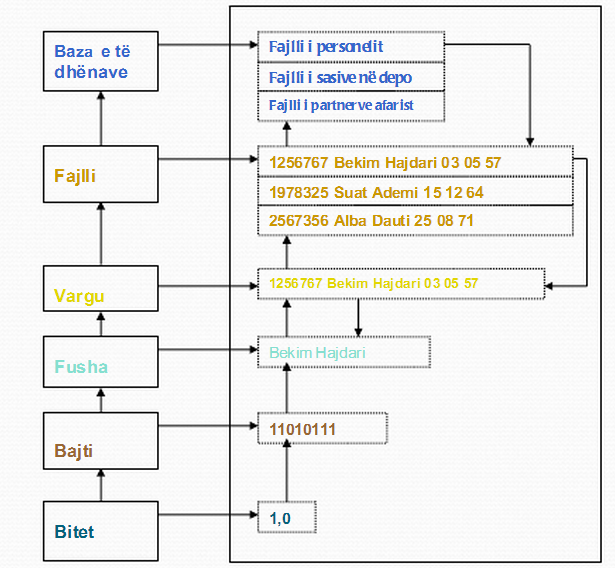 Baza e të
dhënave
Fajlli i personelit
Fajlli i sasive në depo
Fajlli i partnerve afarist
Fajlli
1256767 Bekim Hajdari 03 05 57
1978325 Suat Ademi 15 12 64
2567356 Alba Dauti 25 08 71
Vargu
1256767 Bekim Hajdari 03 05 57
Fusha
Bekim Hajdari
Bajti
11010111
Bitet
1,0